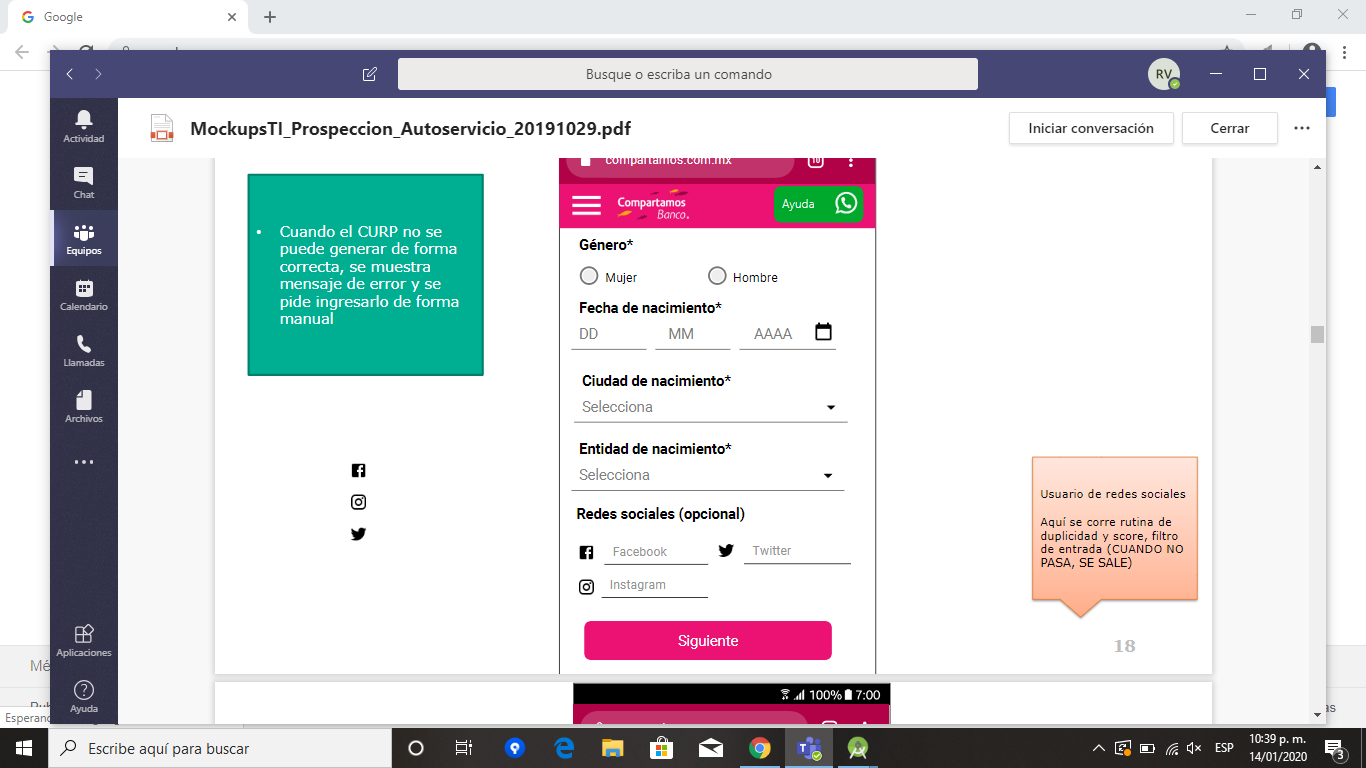 Google
Busque o escriba un comando
RV
Actividad
Chat
Equipos
Calendario
Llamadas
Archivos
Aplicaciones
Ayuda
MockupsTI_Prospeccion_Autoservicio_20191029.pdf
Iniciar conversación
Cerrar
• Cuando el CURP no se
puede generar de forma
correcta, se muestra
mensaje de error y se
pide ingresarlo de forma
manual
compartamos.com.mx
10
Compartamos
Banco.
Ayuda
Género*
Mujer
Hombre
Fecha de nacimiento*
DD
MM
AAAA
Ciudad de nacimiento*
Selecciona
Entidad de nacimiento*
Selecciona
Redes sociales (opcional)
Facebook
Twitter
Instagram
Siguiente
Usuario de redes sociales
Aquí se corre rutina de
duplicidad y score, filtro
de entrada (CUANDO NO
PASA, SE SALE)
18
100%
7:00
Escribe aquí para buscar
ESP
10:39 p. m.
14/01/2020
3